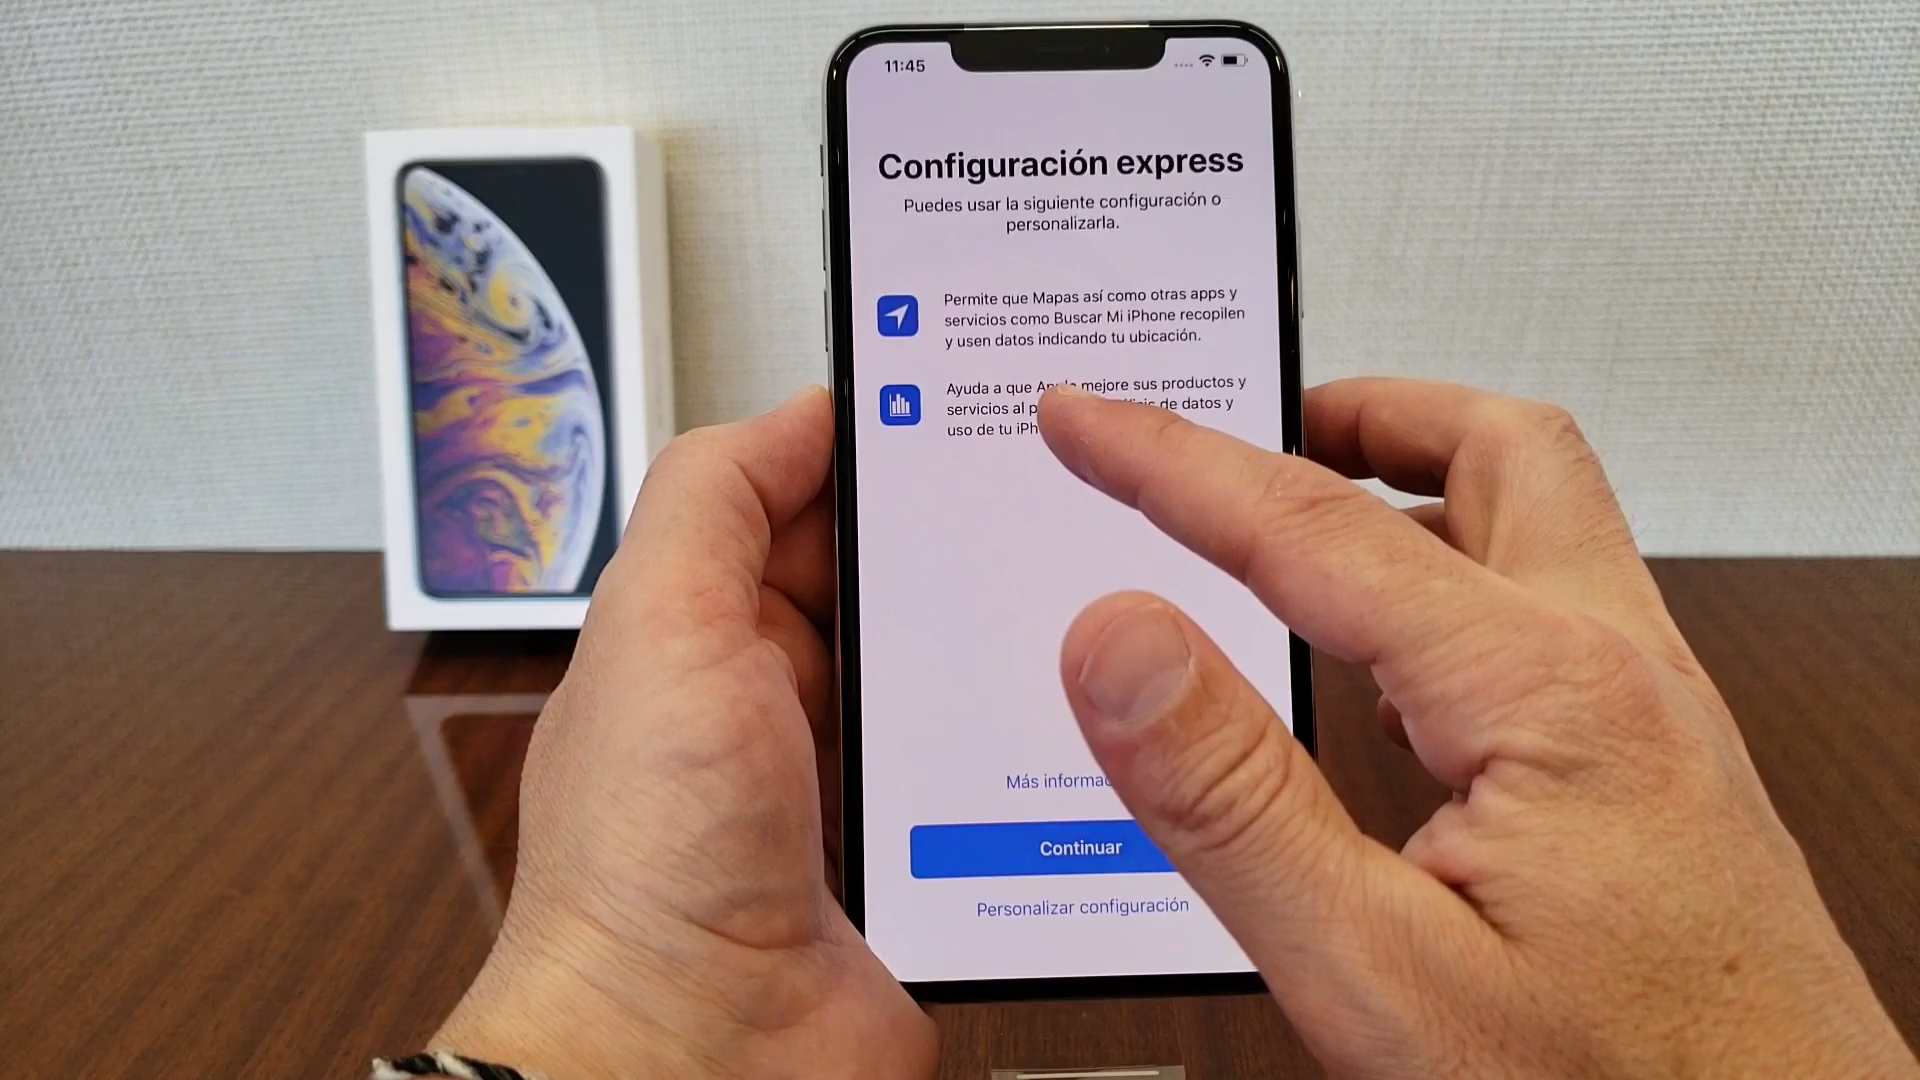 11:45
Configuración express
Puedes usar la siguiente configuración o
personalizarla.
Permite que Mapas así como otras apps y
servicios como Buscar Mi iPhone recopilen
y usen datos indicando tu ubicación.
Ayuda a que mejore sus productos y
servicios al de datos y
uso de tu
Más
Continuar
Personalizar configuración